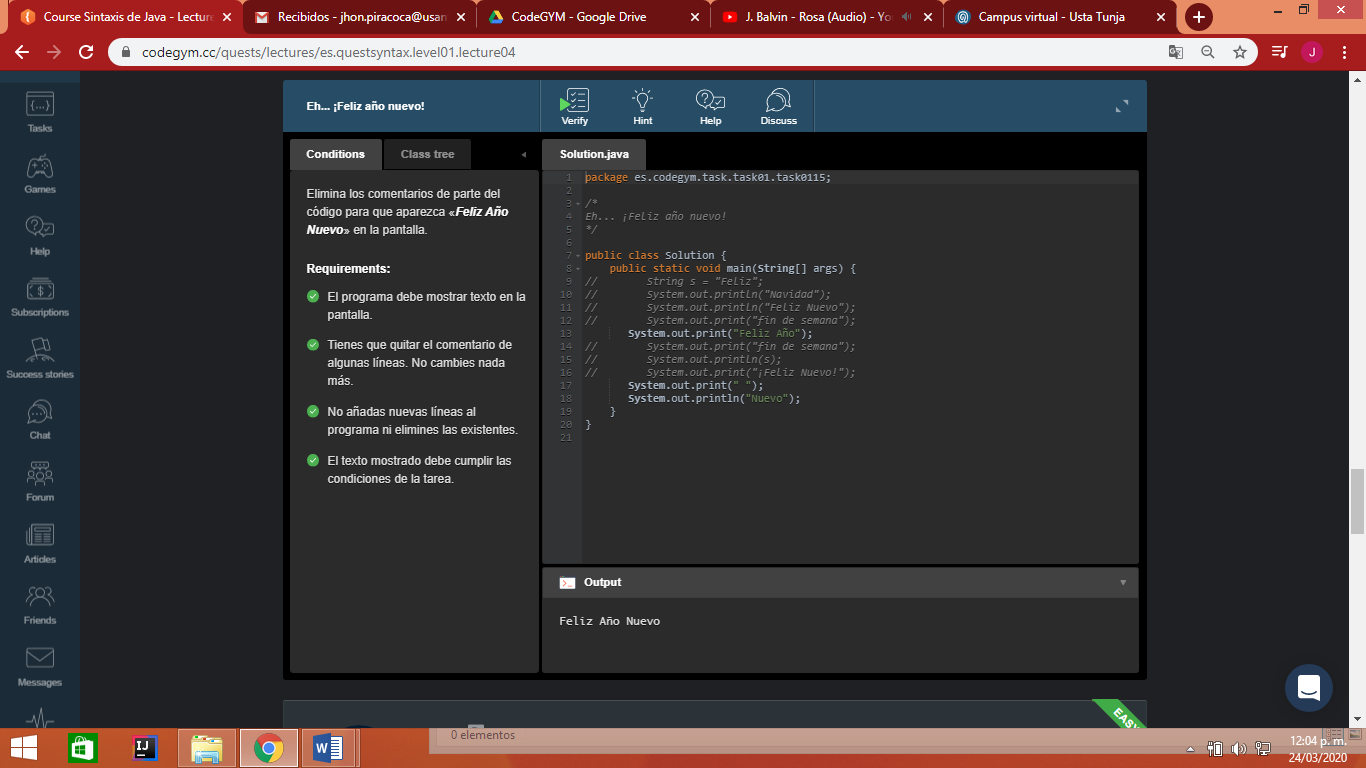 Course Sintaxis de Java - Lecture
Recibidos - jhon.piracoca@usan
CodeGYM - Google Drive
J. Balvin - Rosa (Audio) - Yo
Campus virtual - Usta Tunja
codegym.cc/quests/lectures/es.questsyntax.level01.lecture04
J
Tasks
Games
Help
Subscriptions
Success stories
Chat
Forum
Articles
Friends
Messages
Eh... ¡Feliz año nuevo!
Verify
Hint
Help
Discuss
Conditions
Class tree
Elimina los comentarios de parte del
código para que aparezca «Feliz Año
Nuevo» en la pantalla.
Requirements:
El programa debe mostrar texto en la
pantalla.
Tienes que quitar el comentario de
algunas líneas. No cambies nada
más.
No añadas nuevas líneas al
programa ni elimines las existentes.
El texto mostrado debe cumplir las
condiciones de la tarea.
Solution.java
1 package es.codegym.task.task01.task0115;
2
3 /*
4 Eh... ¡Feliz año nuevo!
5 */
6
7 public class Solution {
8     public static void main(String[] args) {
9 //        String s = "Feliz";
10 //        System.out.println("Navidad");
11 //        System.out.println("Feliz Nuevo");
12 //        System.out.print("fin de semana");
13        System.out.print("Feliz Año");
14 //        System.out.print("fin de semana");
15 //        System.out.println(s);
16 //        System.out.print("¡Feliz Nuevo!");
17        System.out.print(" ");
18        System.out.println("Nuevo");
19     }
20 }
21
Output
Feliz Año Nuevo
EASY
0 elementos
12:04 p. m.
24/03/2020